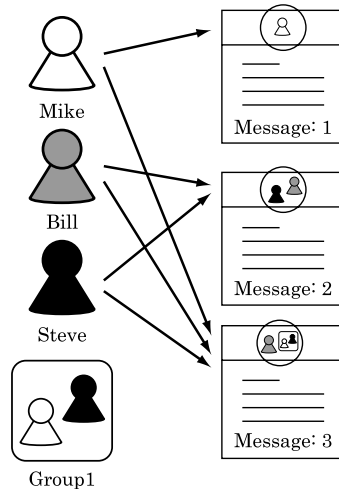 Mike
Message: 1
Bill
Message: 2
Steve
Message: 3
Group1